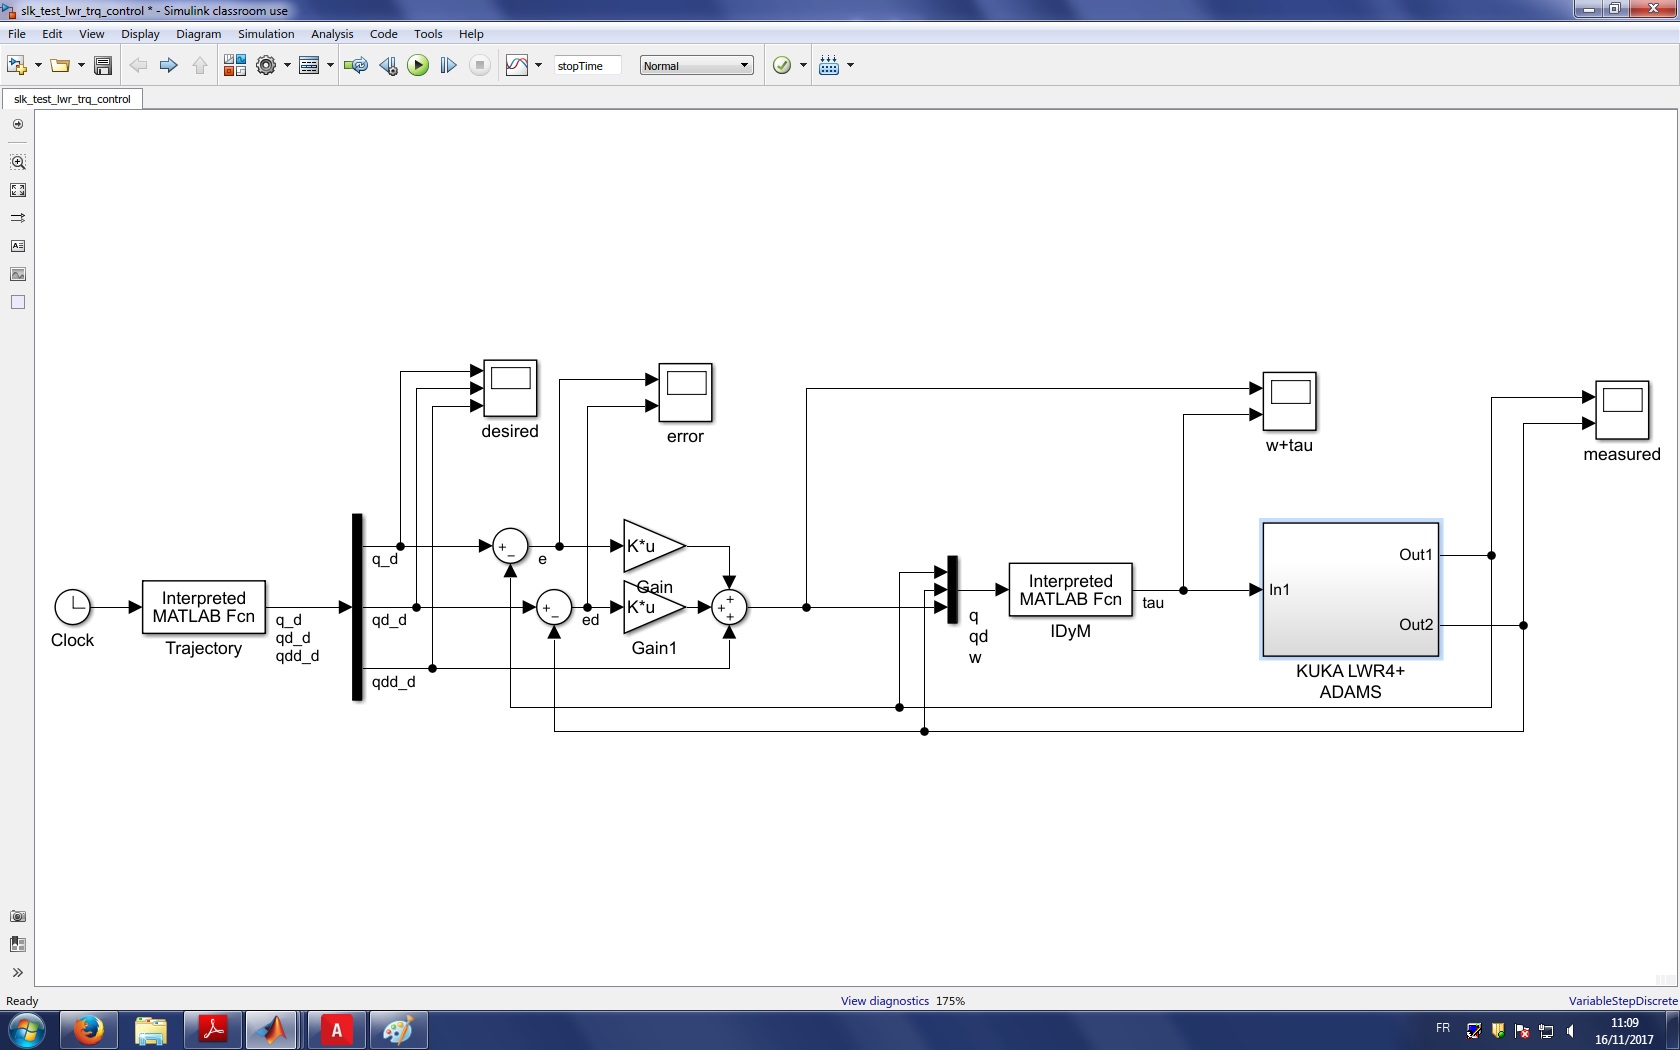 slk_test_lwr_trq_control * - Simulink classroom use
File Edit View Display Diagram Simulation Analysis Code Tools Help
stopTime Normal
slk_test_lwr_trq_control
desired
error
w+tau
measured
Clock
Interpreted
MATLAB Fcn
Trajectory
q_d
qd_d
qdd_d
q_d
qd_d
qdd_d
+
−
e
+
−
ed
K*u
Gain
K*u
Gain1
+
+
+
q
qd
w
Interpreted
MATLAB Fcn
IDyM
tau
In1
Out1
Out2
KUKA LWR4+
ADAMS
Ready
View diagnostics 175%
VariableStepDiscrete
FR
11:09
16/11/2017